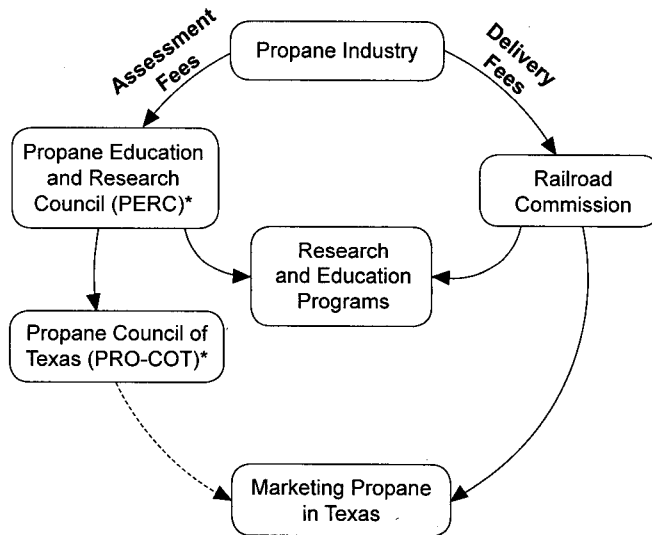 Propane Industry
Assessment
Fees
Delivery
Fees
Propane Education
and Research
Council (PERC)*
Railroad
Commission
Research
and Education
Programs
Propane Council of
Texas (PRO-COT)*
Marketing Propane
in Texas